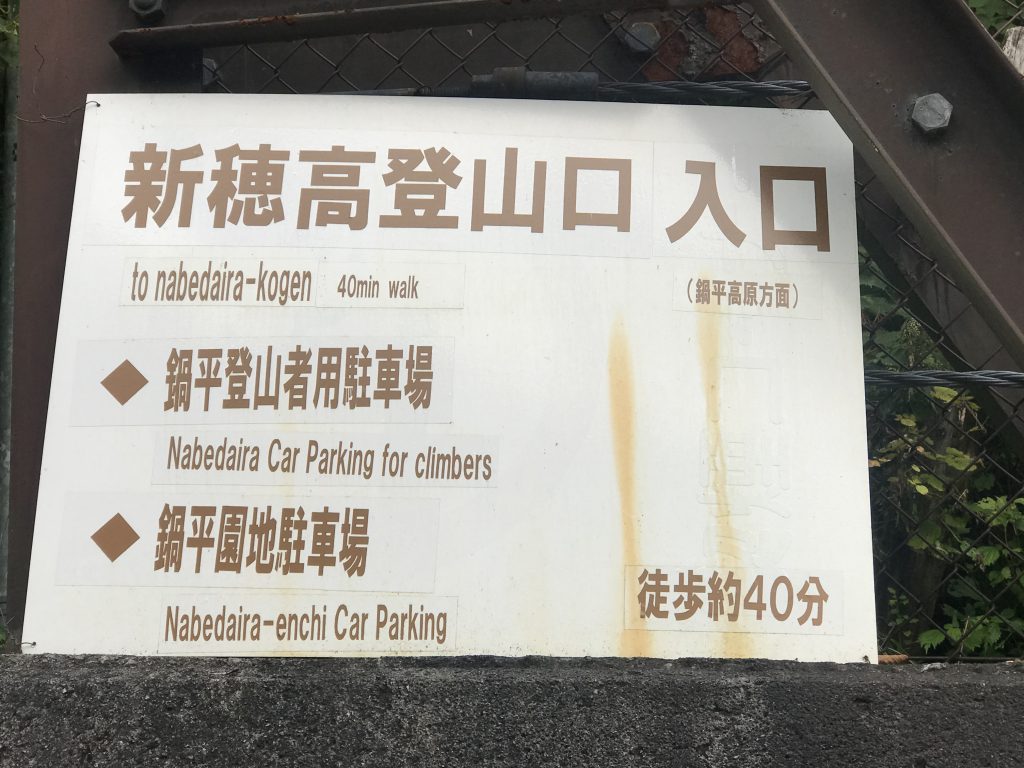 新穂高登山口 入口
to nabedaira-kogen 40min walk
(鍋平高原方面)
◆ 鍋平登山者用駐車場
Nabedaira Car Parking for climbers
◆ 鍋平園地駐車場
Nabedaira-enchi Car Parking
徒歩約40分